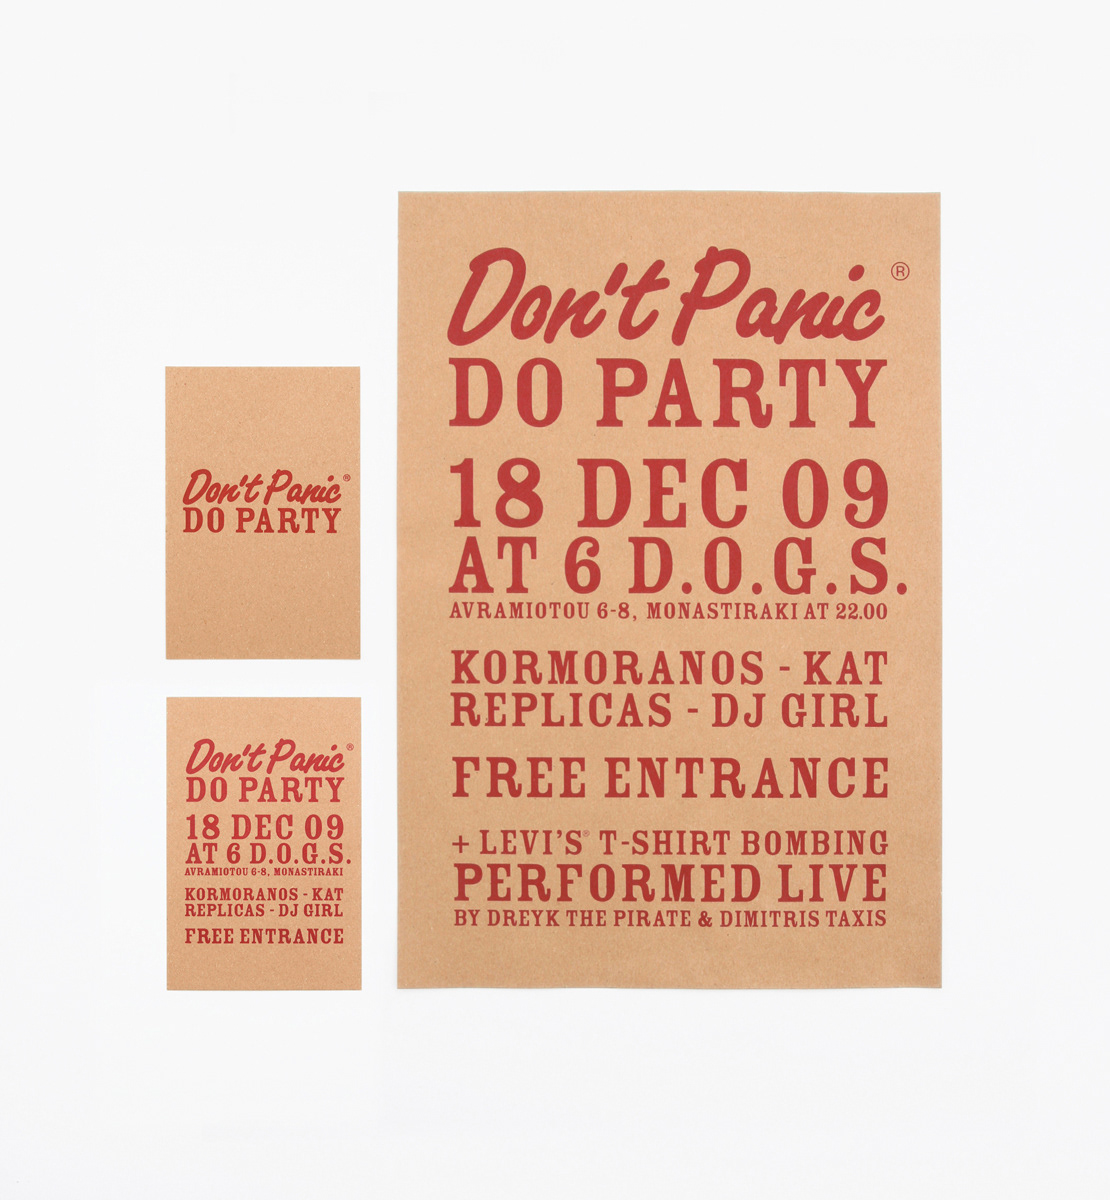 Don't Panic®
DO PARTY
Don't Panic®
DO PARTY
18 DEC 09
AT 6 D.O.G.S.
AVRAMIOTOU 6-8, MONASTIRAKI
KORMORANOS - KAT
REPLICAS - DJ GIRL
FREE ENTRANCE
Don't Panic®
DO PARTY
18 DEC 09
AT 6 D.O.G.S.
AVRAMIOTOU 6-8, MONASTIRAKI AT 22.00
KORMORANOS - KAT
REPLICAS - DJ GIRL
FREE ENTRANCE
+ LEVI'S® T-SHIRT BOMBING
PERFORMED LIVE
BY DREYK THE PIRATE & DIMITRIS TAXIS